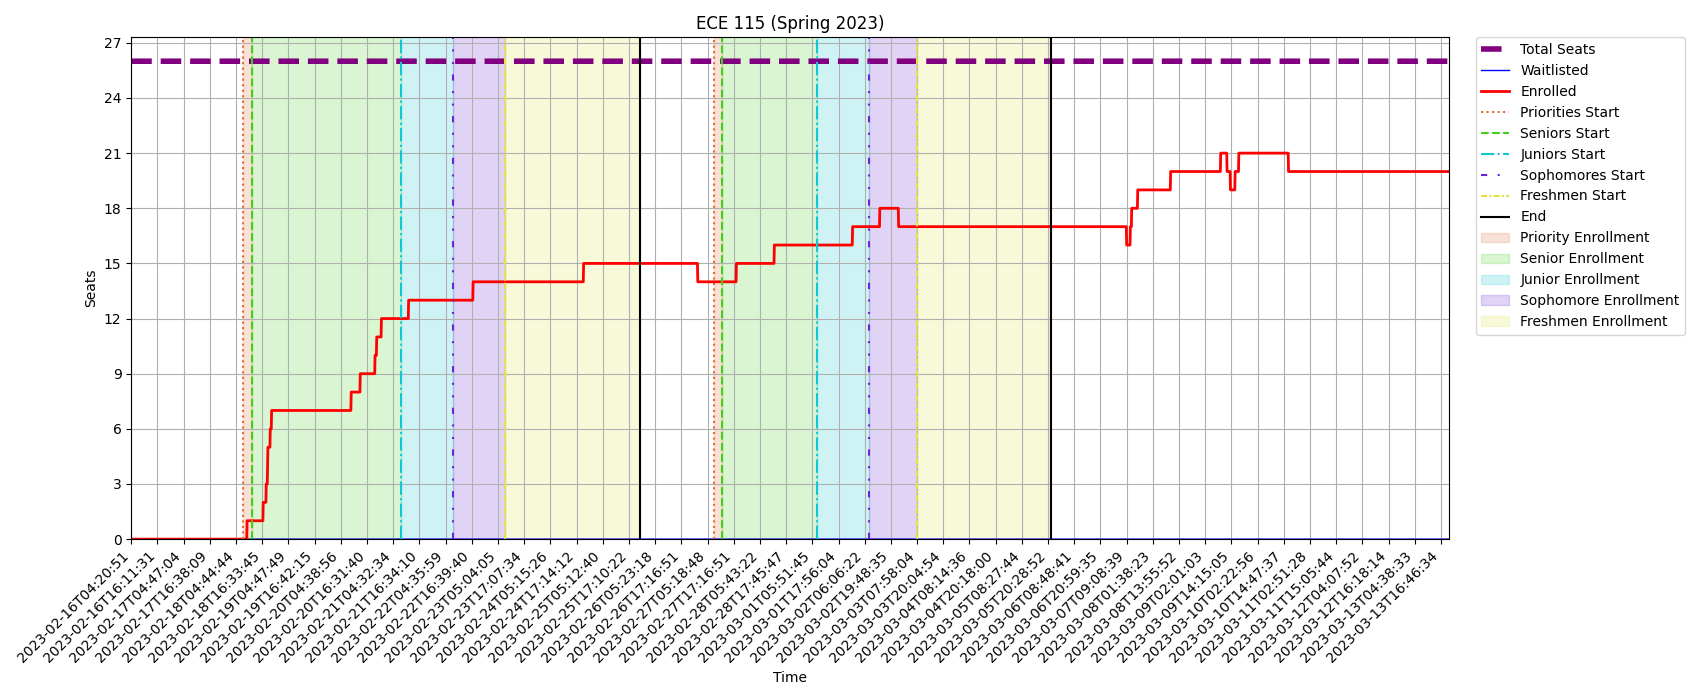 ECE 115 (Spring 2023)
27
24
21
18
15
12
9
6
3
0
Seats
2023-02-16T04:20:51
2023-02-16T16:11:31
2023-02-17T04:47:04
2023-02-17T16:38:09
2023-02-18T04:44:44
2023-02-18T16:33:45
2023-02-19T04:47:49
2023-02-19T16:42:15
2023-02-20T04:38:56
2023-02-20T16:31:40
2023-02-21T04:32:34
2023-02-21T16:34:10
2023-02-22T04:35:59
2023-02-22T16:39:40
2023-02-23T05:04:05
2023-02-23T17:07:34
2023-02-24T05:15:26
2023-02-24T17:14:12
2023-02-25T05:12:40
2023-02-25T17:10:22
2023-02-26T05:23:18
2023-02-26T17:16:51
2023-02-27T05:18:48
2023-02-27T17:16:51
2023-02-28T05:43:22
2023-02-28T17:45:47
2023-03-01T05:51:45
2023-03-01T17:56:04
2023-03-02T06:06:22
2023-03-02T19:48:35
2023-03-03T07:58:04
2023-03-03T20:04:54
2023-03-04T08:14:36
2023-03-04T20:18:00
2023-03-05T08:27:44
2023-03-05T20:28:52
2023-03-06T08:48:41
2023-03-06T20:59:35
2023-03-07T09:08:39
2023-03-08T01:38:23
2023-03-08T13:55:52
2023-03-09T02:01:03
2023-03-09T14:15:05
2023-03-10T02:22:56
2023-03-10T14:47:37
2023-03-11T02:51:28
2023-03-11T15:05:44
2023-03-12T04:07:52
2023-03-12T16:18:14
2023-03-13T04:38:33
2023-03-13T16:46:34
Time
Total Seats
Waitlisted
Enrolled
Priorities Start
Seniors Start
Juniors Start
Sophomores Start
Freshmen Start
End
Priority Enrollment
Senior Enrollment
Junior Enrollment
Sophomore Enrollment
Freshmen Enrollment